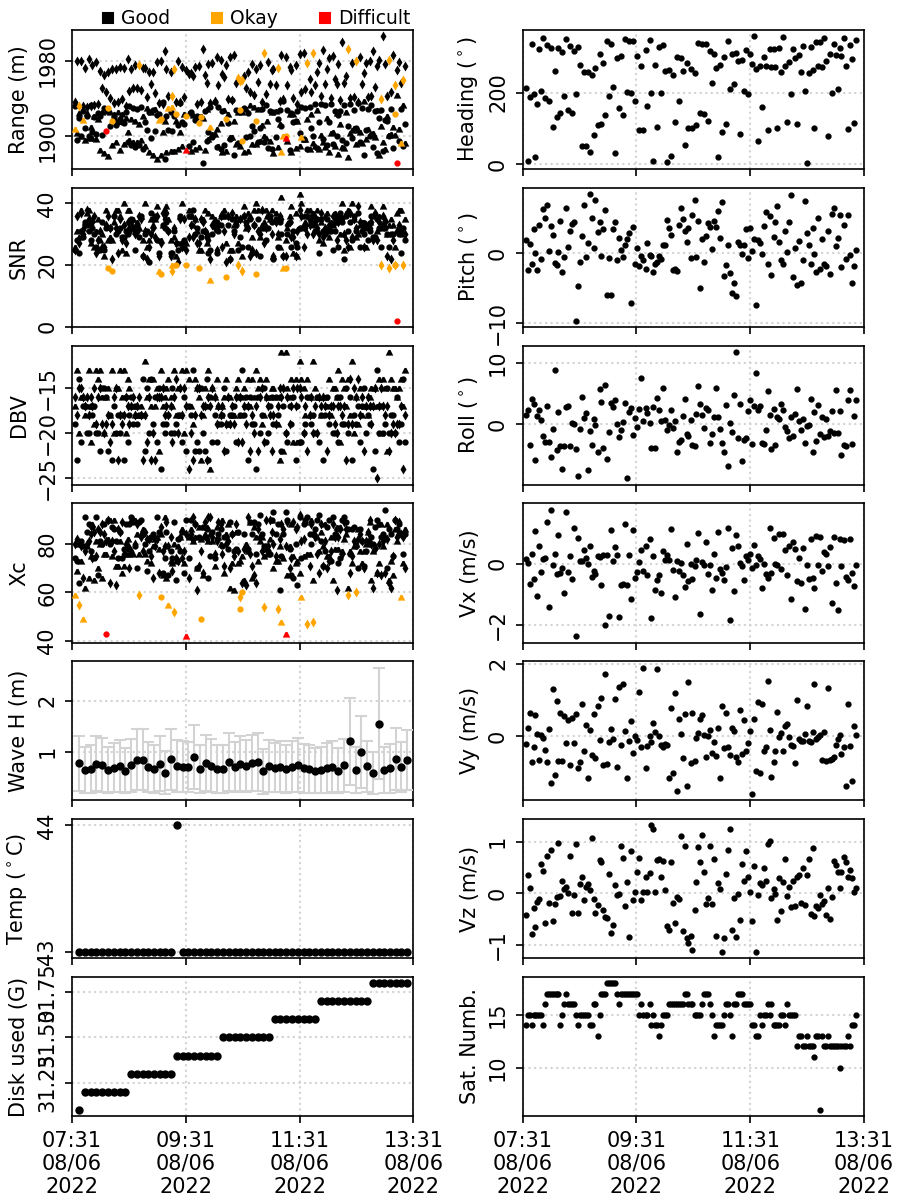 Good Okay Difficult
Range (m)
1980
1900
Heading (°)
200
0
SNR
40
20
0
Pitch (°)
0
−10
DBV
−15
−20
−25
Roll (°)
10
0
Xc
80
60
40
Vx (m/s)
0
−2
Wave H (m)
2
1
Vy (m/s)
2
0
Temp (°C)
44
43
Vz (m/s)
1
0
−1
Disk used (G)
31.75
31.50
31.25
Sat. Numb.
15
10
07:31 09:31 11:31 13:31
08/06 08/06 08/06 08/06
2022 2022 2022 2022
07:31 09:31 11:31 13:31
08/06 08/06 08/06 08/06
2022 2022 2022 2022